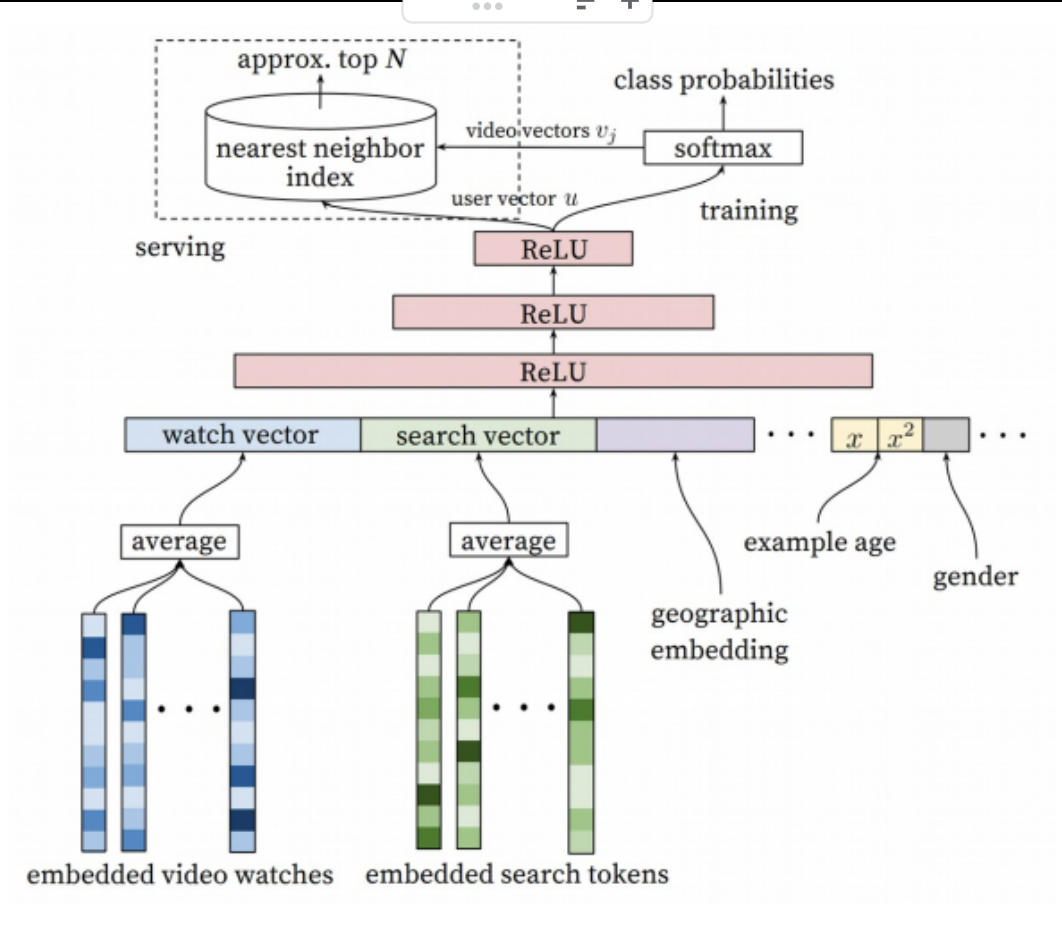 approx. top N
class probabilities
video vectors v_j
nearest neighbor
index
softmax
user vector u
training
serving
ReLU
ReLU
ReLU
watch vector
search vector
. . .
x
x²
. . .
average
average
example age
gender
geographic
embedding
. . .
. . .
embedded video watches
embedded search tokens